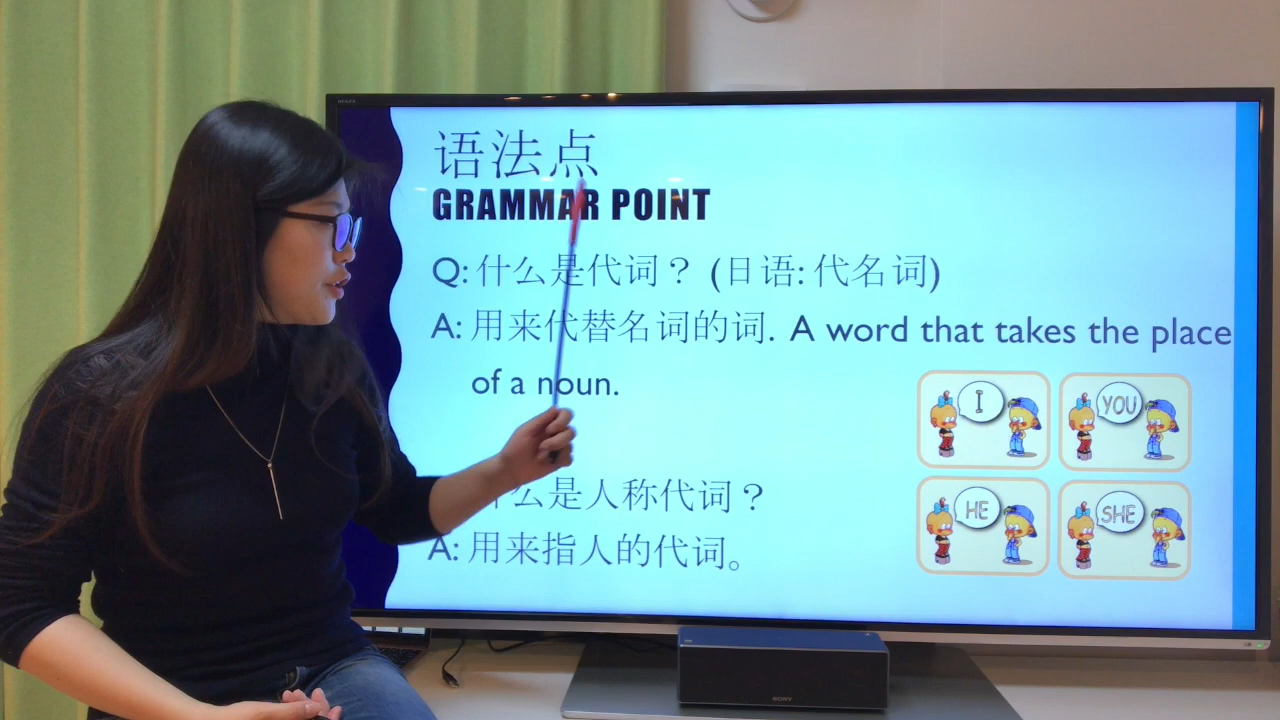 语法点
GRAMMAR POINT
Q: 什么是代词？ (日语: 代名词)
A: 用来代替名词的词. A word that takes the place
of a noun.
I
YOU
什么是人称代词？
A: 用来指人的代词。
HE
SHE
SONY